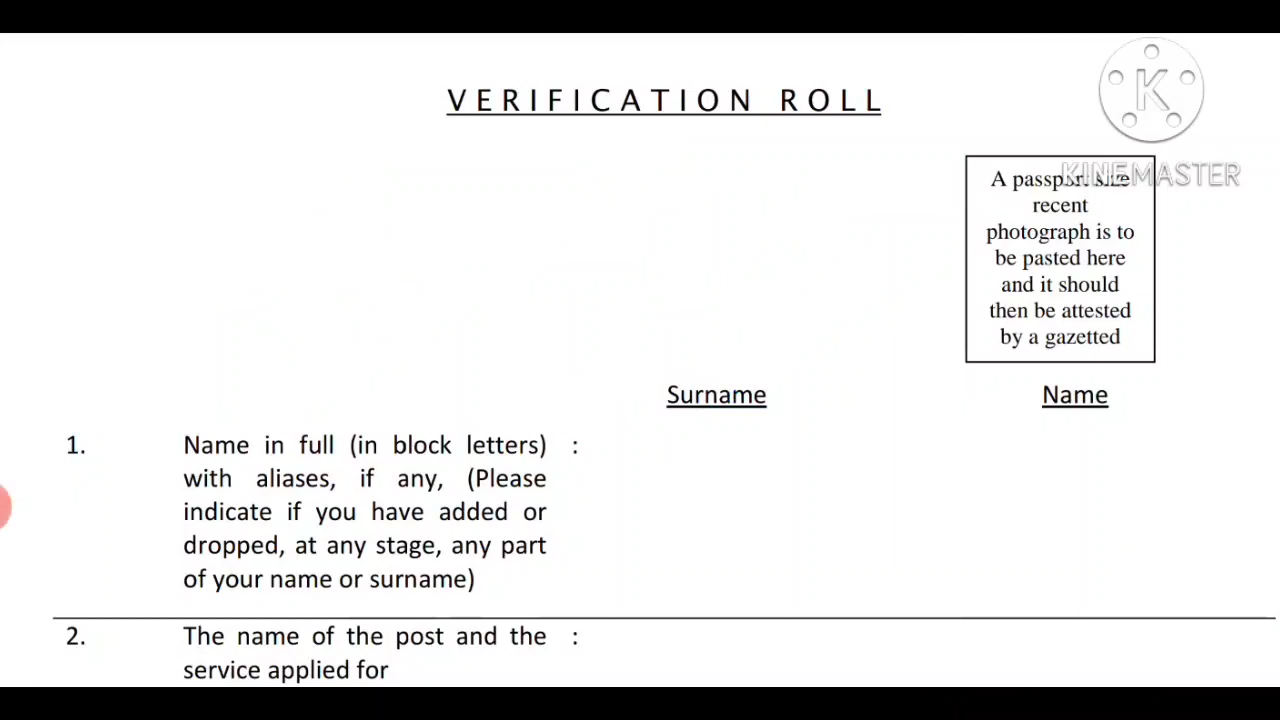 VERIFICATION ROLL
K
KINEMASTER
A passport size
recent
photograph is to
be pasted here
and it should
then be attested
by a gazetted
Surname Name
1. Name in full (in block letters) :
with aliases, if any, (Please
indicate if you have added or
dropped, at any stage, any part
of your name or surname)
2. The name of the post and the :
service applied for